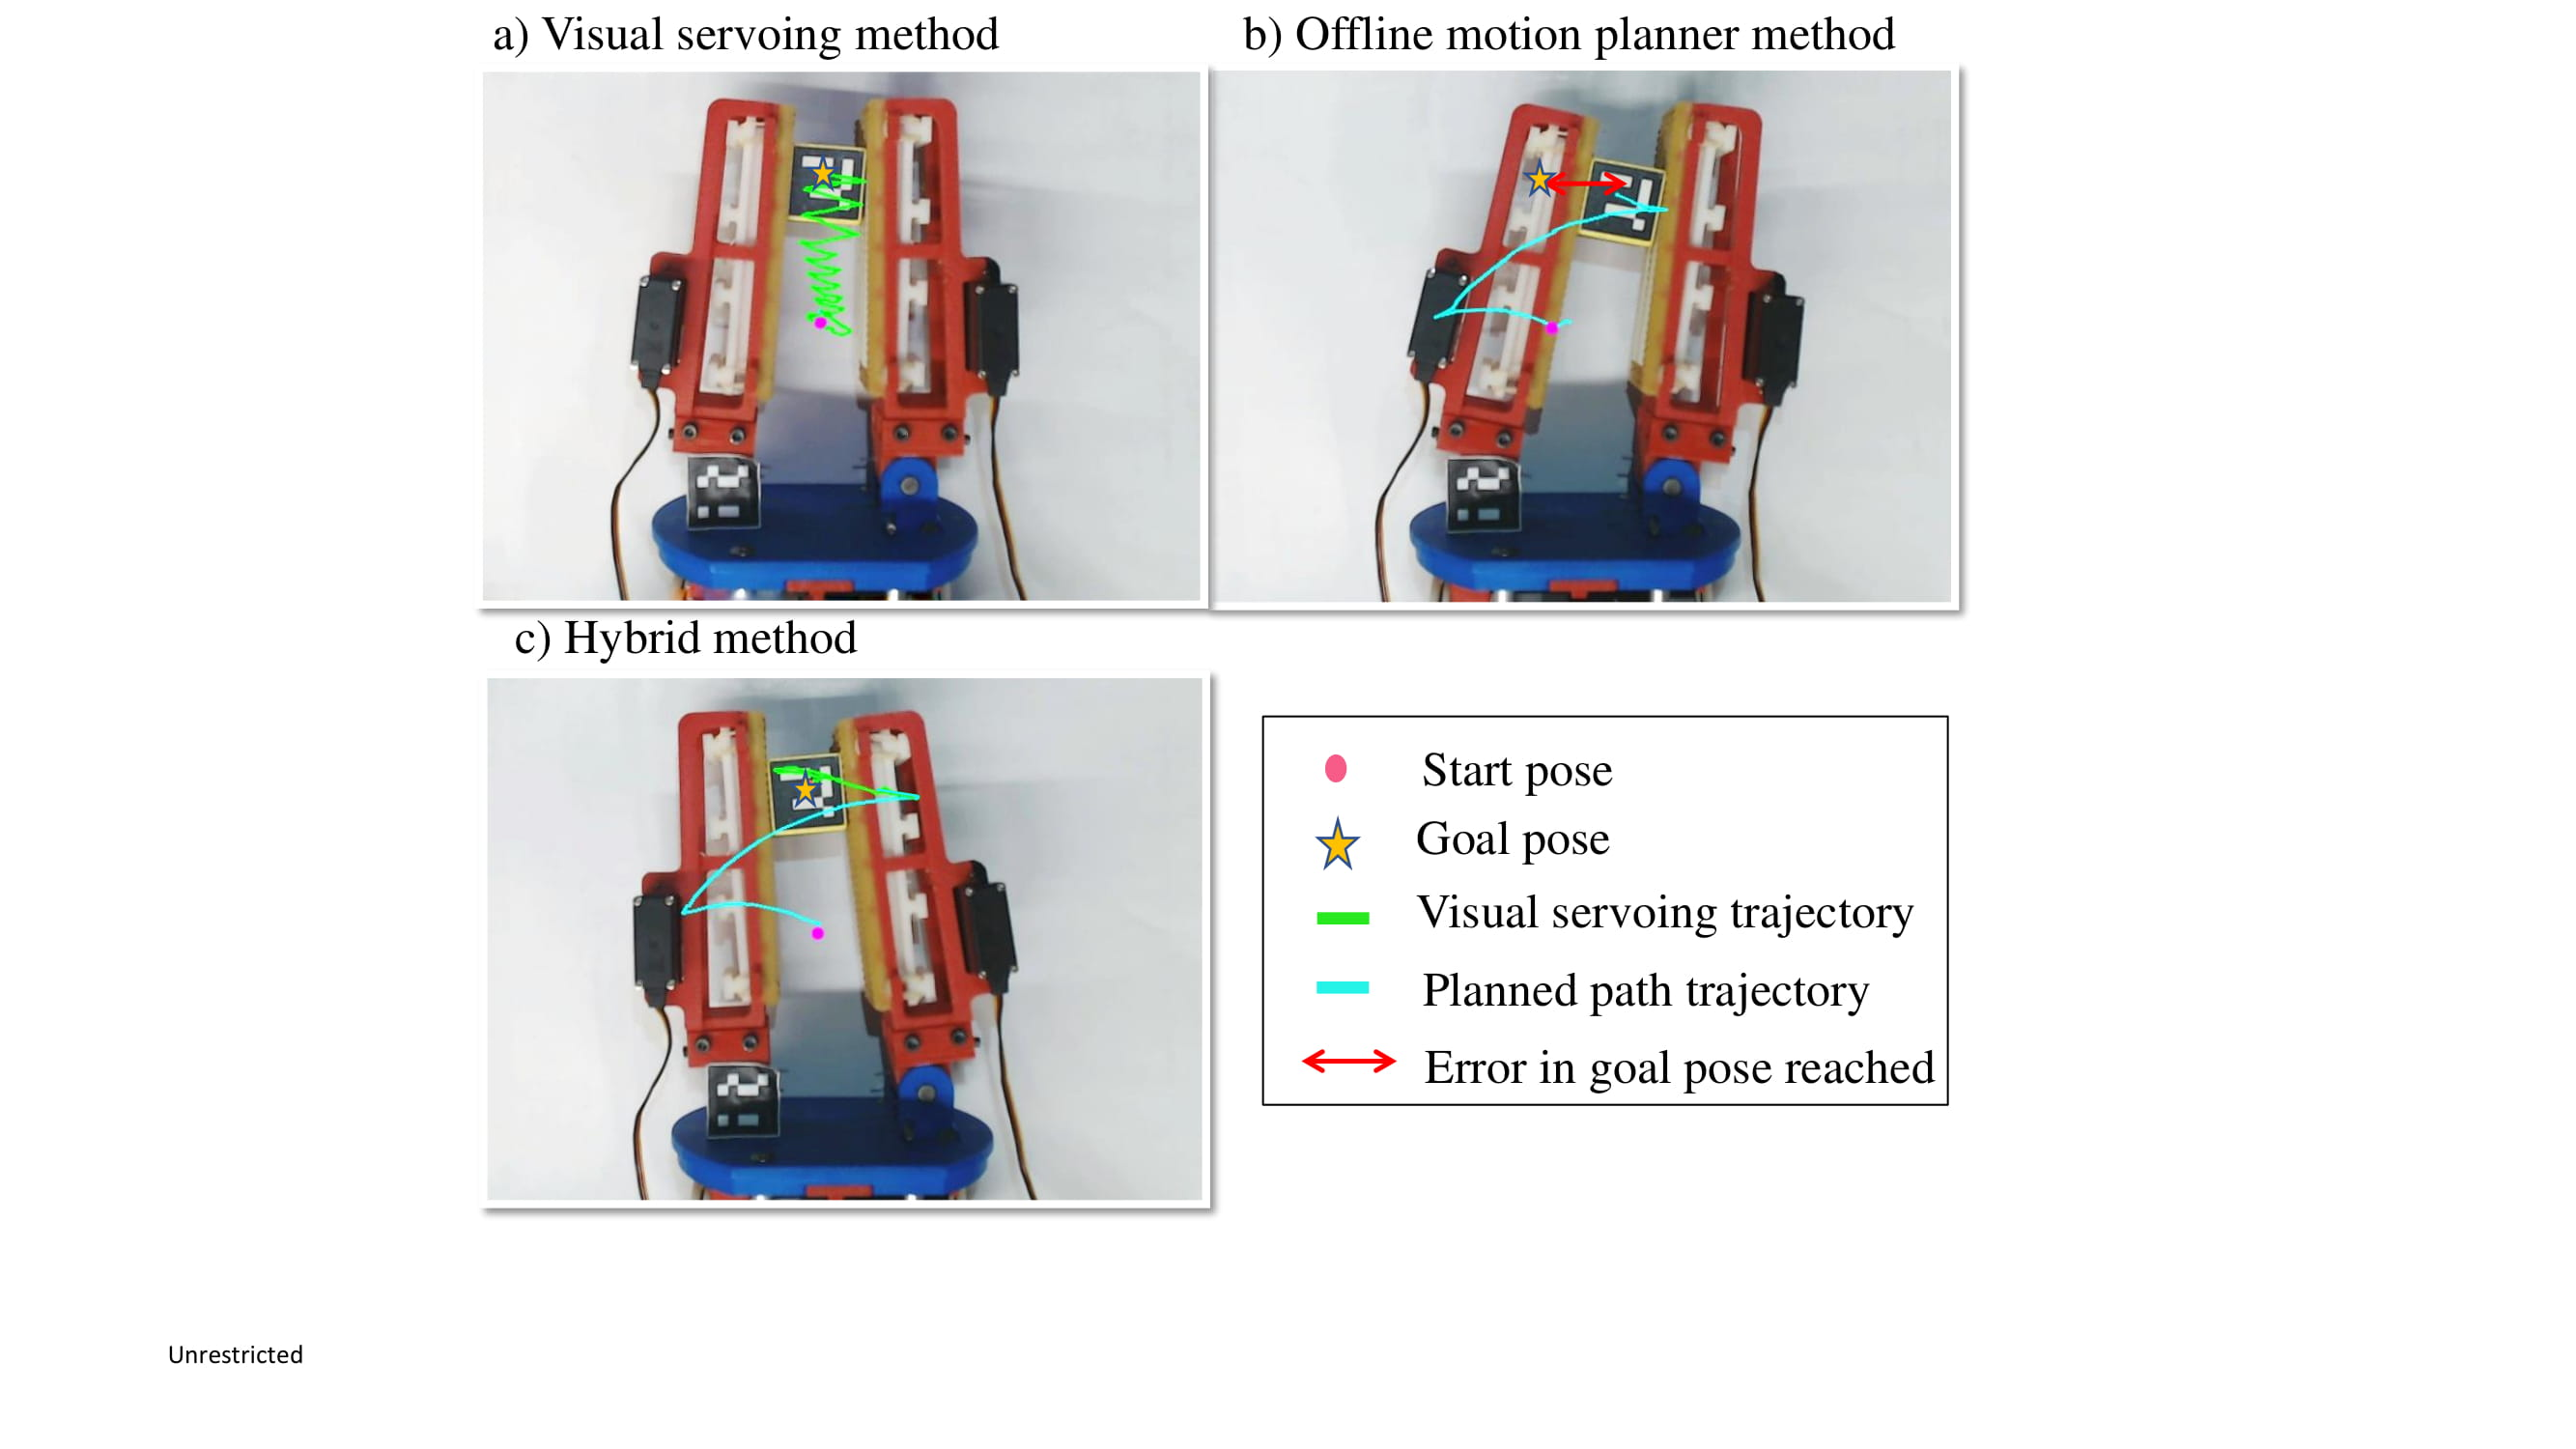 a) Visual servoing method
b) Offline motion planner method
c) Hybrid method
Start pose
Goal pose
Visual servoing trajectory
Planned path trajectory
Error in goal pose reached
Unrestricted